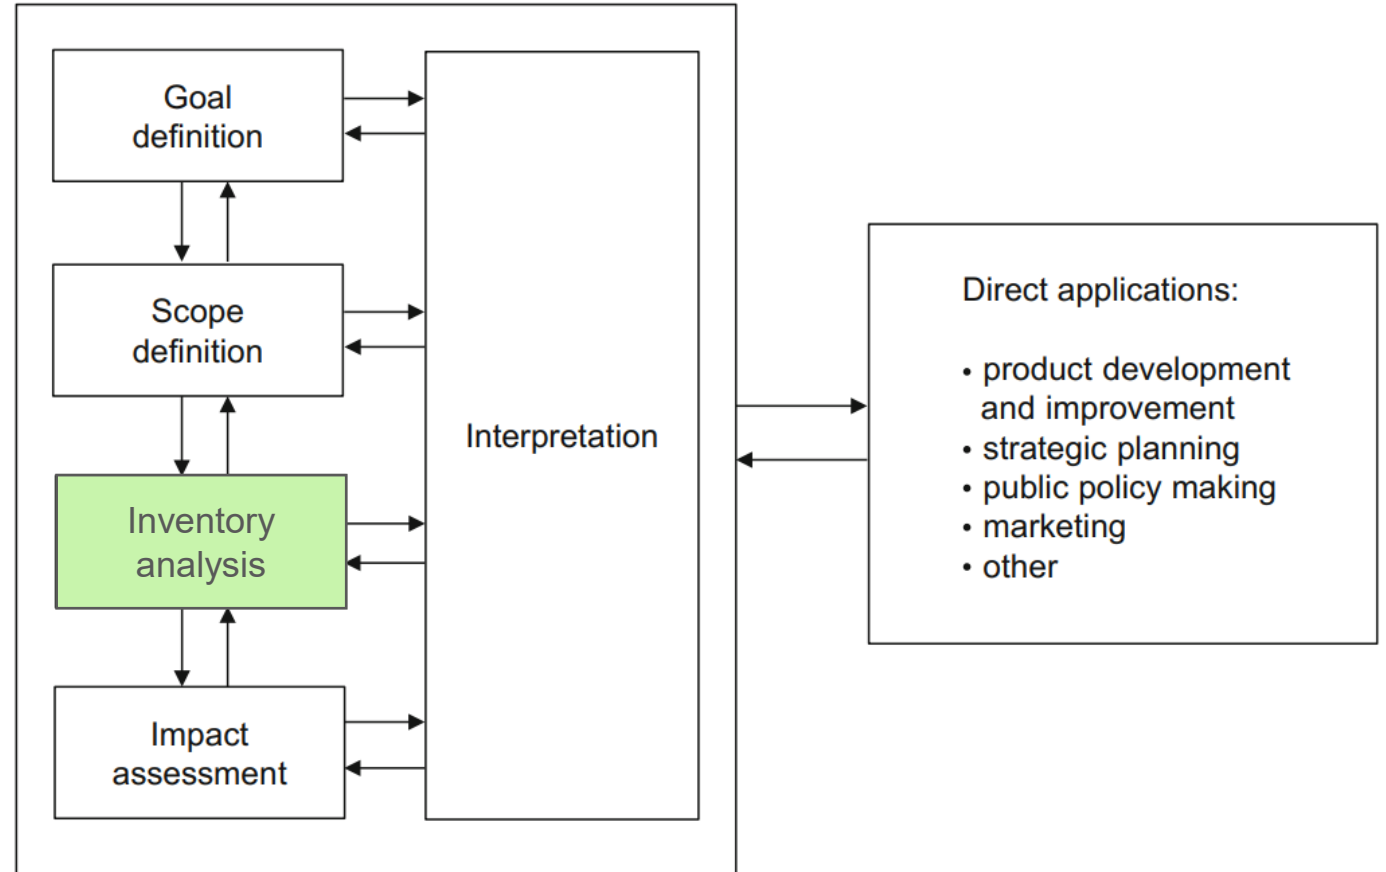 Goal
definition
Scope
definition
Inventory
analysis
Impact
assessment
Interpretation
Direct applications:
• product development
and improvement
• strategic planning
• public policy making
• marketing
• other